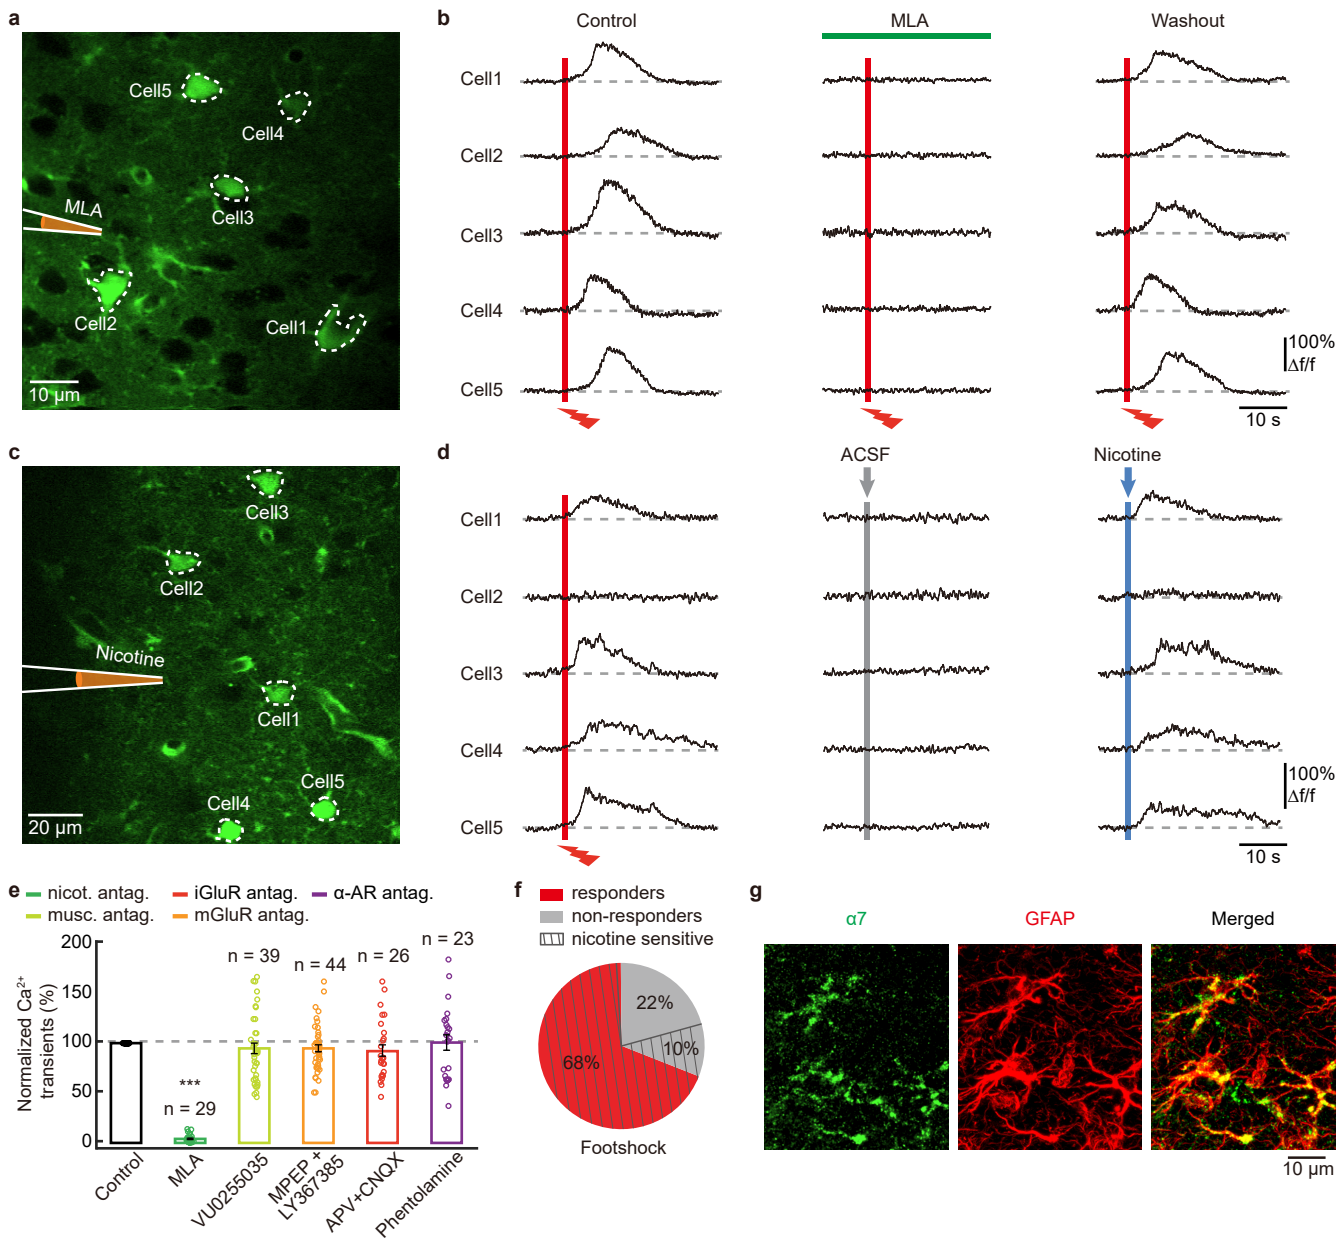 a
Cell5
Cell4
Cell3
MLA
Cell2
Cell1
10 µm
b
Control
MLA
Washout
Cell1
Cell2
Cell3
Cell4
Cell5
100%
Δf/f
10 s
c
Cell3
Cell2
Nicotine
Cell1
Cell5
Cell4
20 µm
d
ACSF
Nicotine
Cell1
Cell2
Cell3
Cell4
Cell5
100%
Δf/f
10 s
e
nicot. antag.
iGluR antag.
α-AR antag.
musc. antag.
mGluR antag.
Normalized Ca²⁺
transients (%)
200
150
100
50
0
***
n = 29
n = 39
n = 44
n = 26
n = 23
Control
MLA
VU0255035
MPEP +
LY367385
APV+CNQX
Phentolamine
f
responders
non-responders
nicotine sensitive
22%
10%
68%
Footshock
g
α7
GFAP
Merged
10 µm